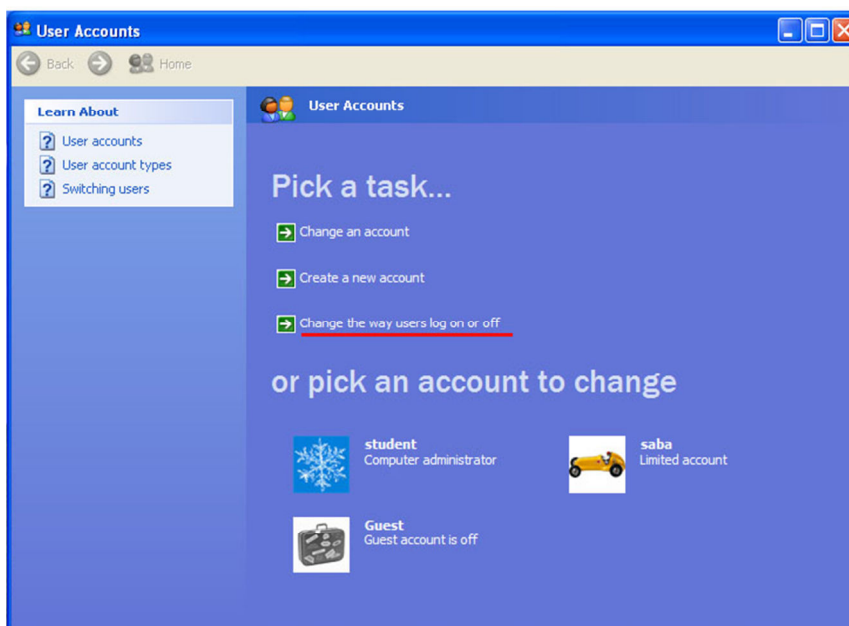 User Accounts
Back Home
Learn About
User accounts
User account types
Switching users
User Accounts
Pick a task...
Change an account
Create a new account
Change the way users log on or off
or pick an account to change
student
Computer administrator
saba
Limited account
Guest
Guest account is off